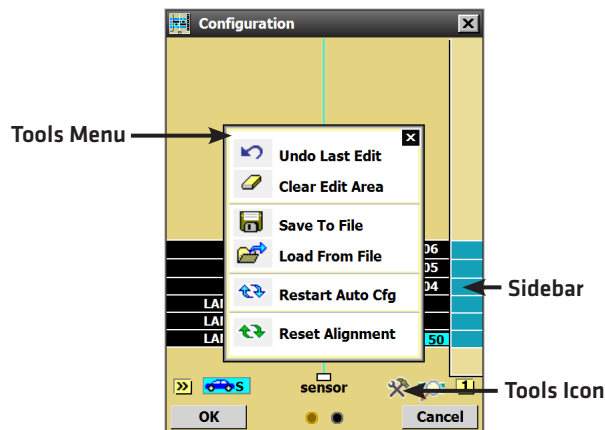 Configuration
Tools Menu
Undo Last Edit
Clear Edit Area
Save To File
Load From File
Restart Auto Cfg
Reset Alignment
06
05
04
LA
LA
LA
50
Sidebar
S
sensor
1
Tools Icon
OK
Cancel